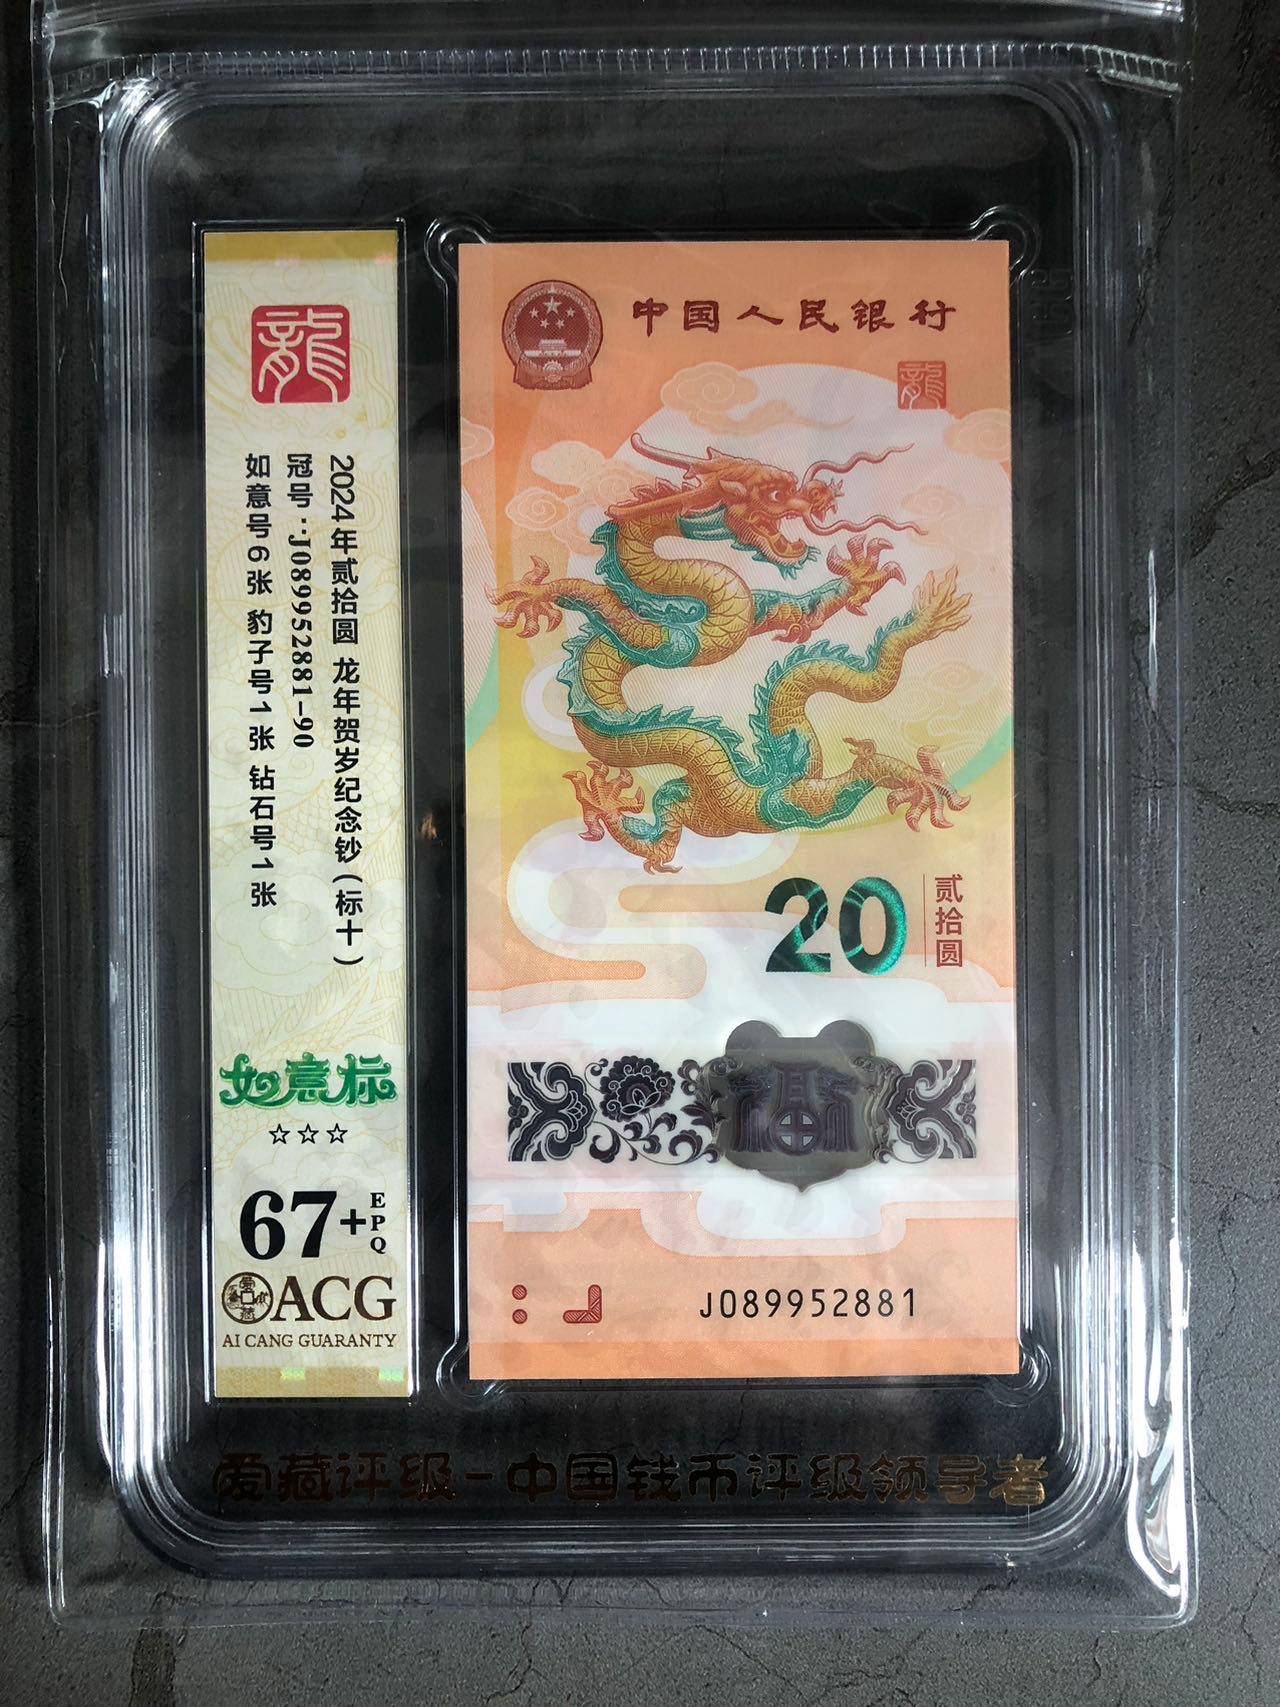 龍
2024年贰拾圆 龙年贺岁纪念钞(标十)
冠号:J089952881-90
如意号6张 豹子号1张 钻石号1张
如意标
☆☆☆
67+
EPQ
ACG
AI CANG GUARANTY
中国人民银行
龍
20
贰拾圆
J089952881
爱藏评级-中国钱币评级领导者